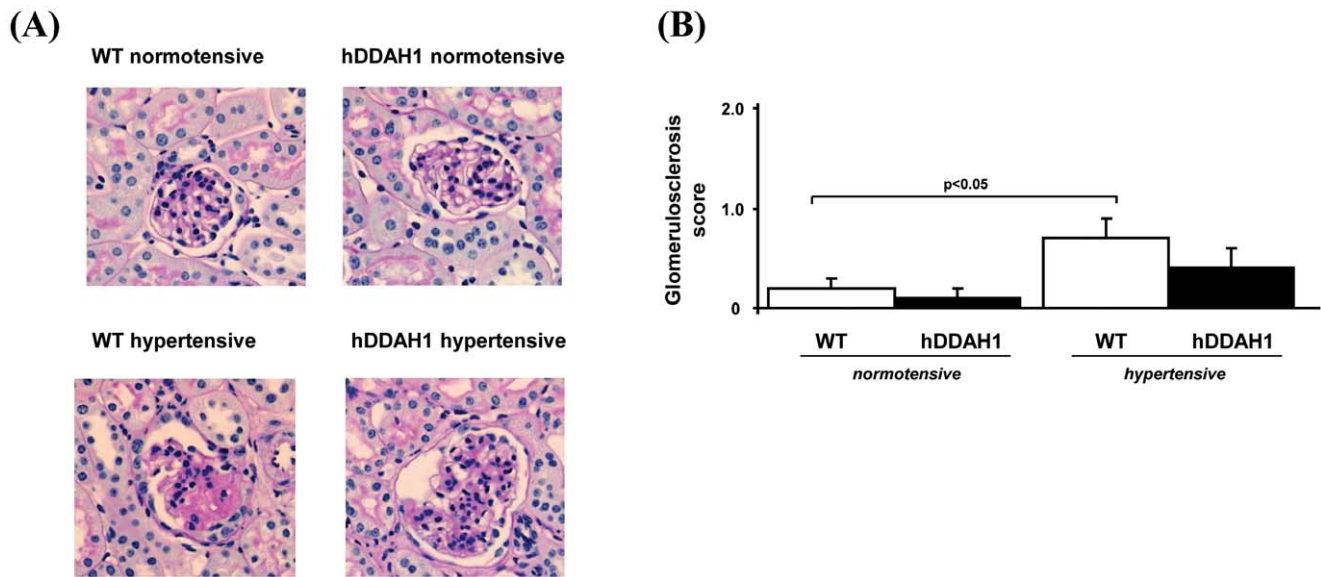 (A)
WT normotensive
hDDAH1 normotensive
WT hypertensive
hDDAH1 hypertensive
(B)
Glomerulosclerosis
score
2.0
1.0
0
p<0.05
WT
hDDAH1
WT
hDDAH1
normotensive
hypertensive